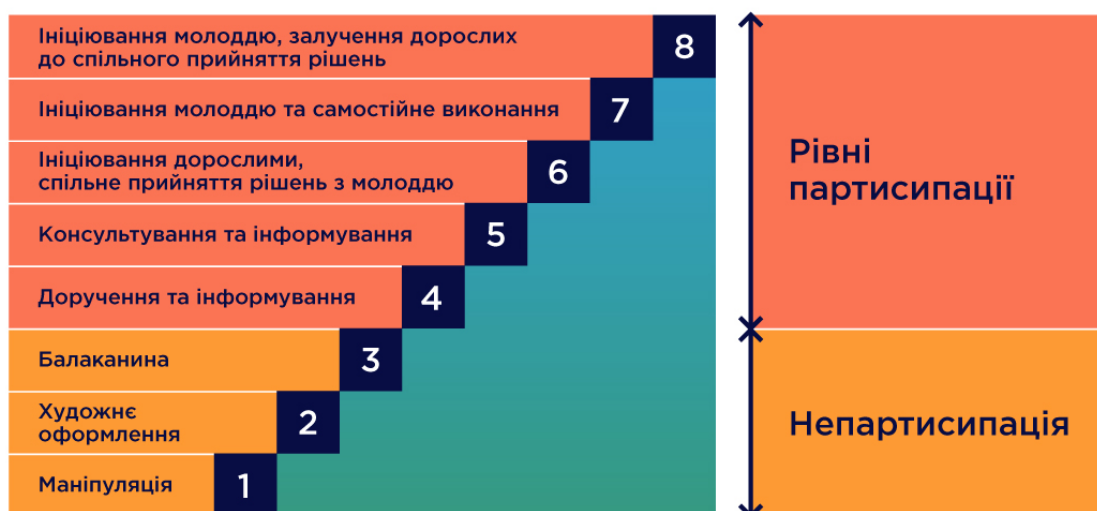 Ініціювання молоддю, залучення дорослих
до спільного прийняття рішень
8
Ініціювання молоддю та самостійне виконання
7
Ініціювання дорослими,
спільне прийняття рішень з молоддю
6
Консультування та інформування
5
Доручення та інформування
4
Балаканина
3
Художнє
оформлення
2
Маніпуляція
1
Рівні
партисипації
Непартисипація